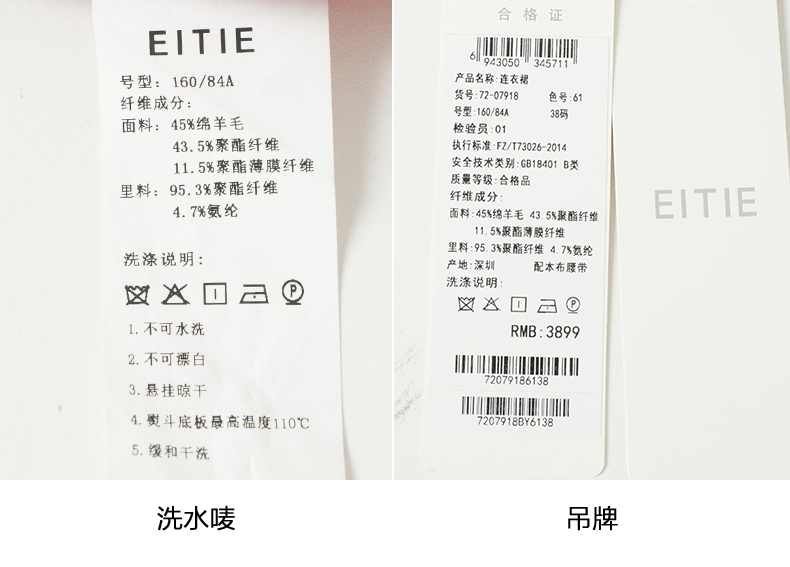 EITIE
号型: 160/84A
纤维成分:
面料: 45%绵羊毛
43.5%聚酯纤维
11.5%聚酯薄膜纤维
里料: 95.3%聚酯纤维
4.7%氨纶
洗涤说明:
P
1.不可水洗
2.不可漂白
3.悬挂晾干
4.熨斗底板最高温度110℃
5.缓和干洗
洗水唛
合格证
6 943050 345711
产品名称:连衣裙
货号:72-07918 色号:61
号型:160/84A 38码
检验员:01
执行标准:FZ/T73026-2014
安全技术类别:GB18401 B类
质量等级:合格品
纤维成分:
面料:45%绵羊毛 43.5%聚酯纤维
11.5%聚酯薄膜纤维
里料:95.3%聚酯纤维 4.7%氨纶
产地:深圳 配本布腰带
洗涤说明:
P
RMB:3899
72079186138
7207918BY6138
EITIE
吊牌